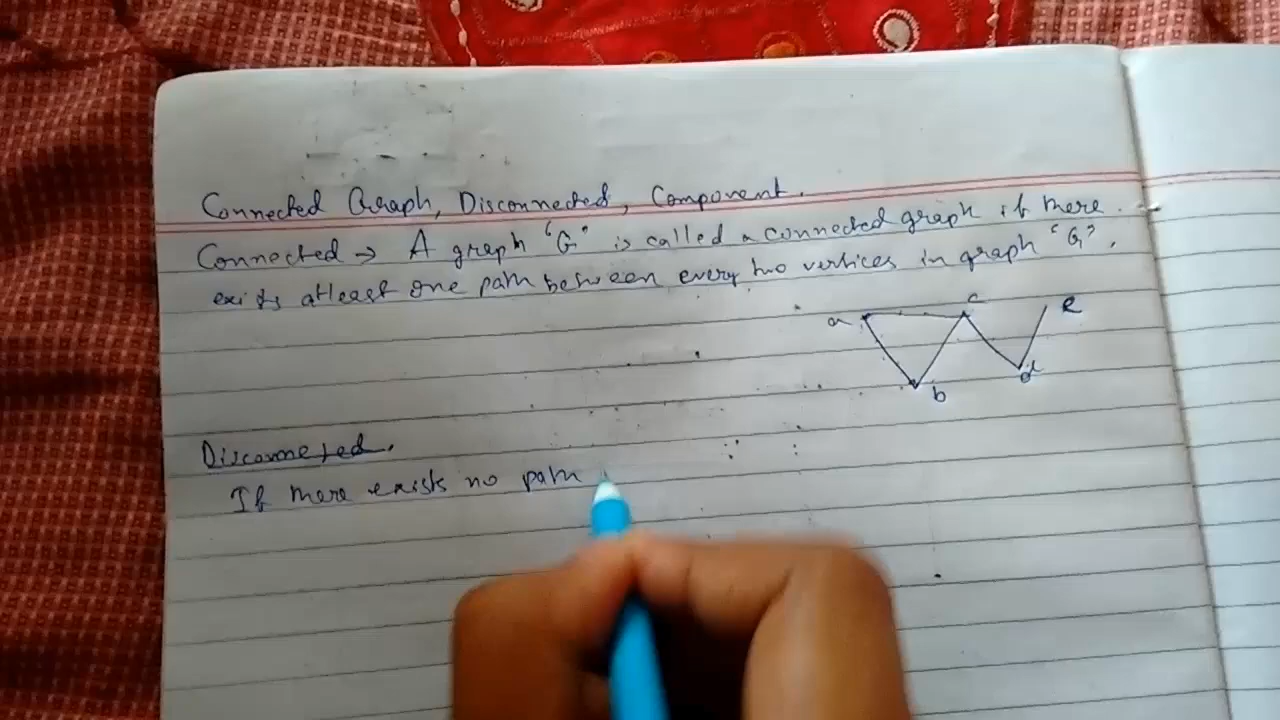 Connected Graph, Disconnected, Component.
Connected → A graph "G" is called a connected graph if there
exists atleast one path between every two vertices in graph "G".
a c e
b d
Disconnected.
If there exists no path